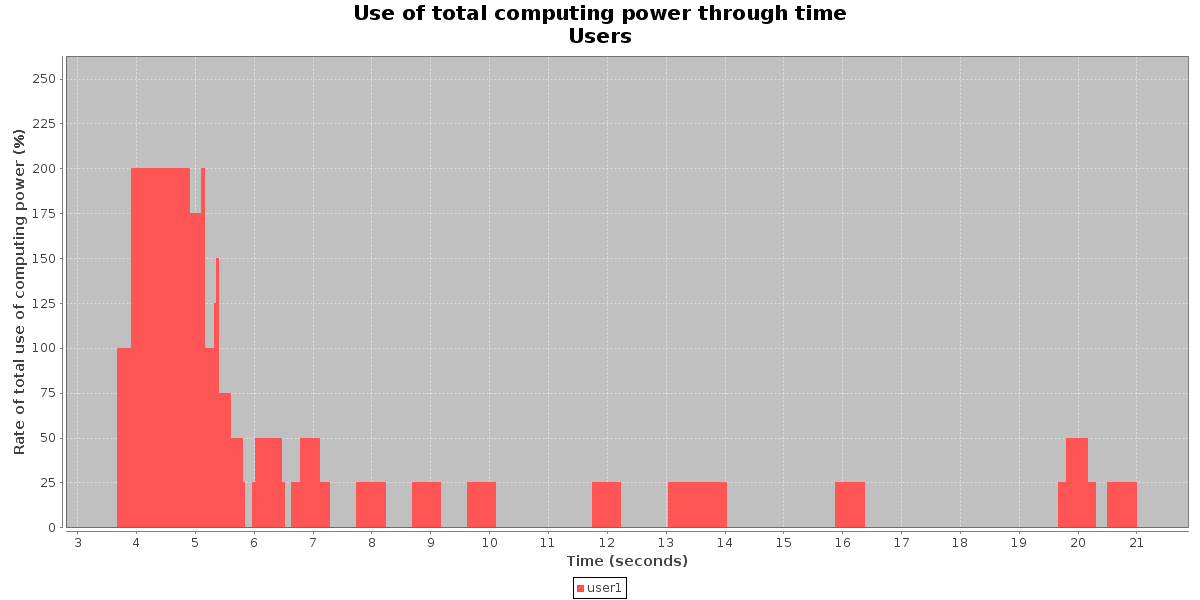 Use of total computing power through time
Users
Rate of total use of computing power (%)
250
225
200
175
150
125
100
75
50
25
0
3 4 5 6 7 8 9 10 11 12 13 14 15 16 17 18 19 20 21
Time (seconds)
user1